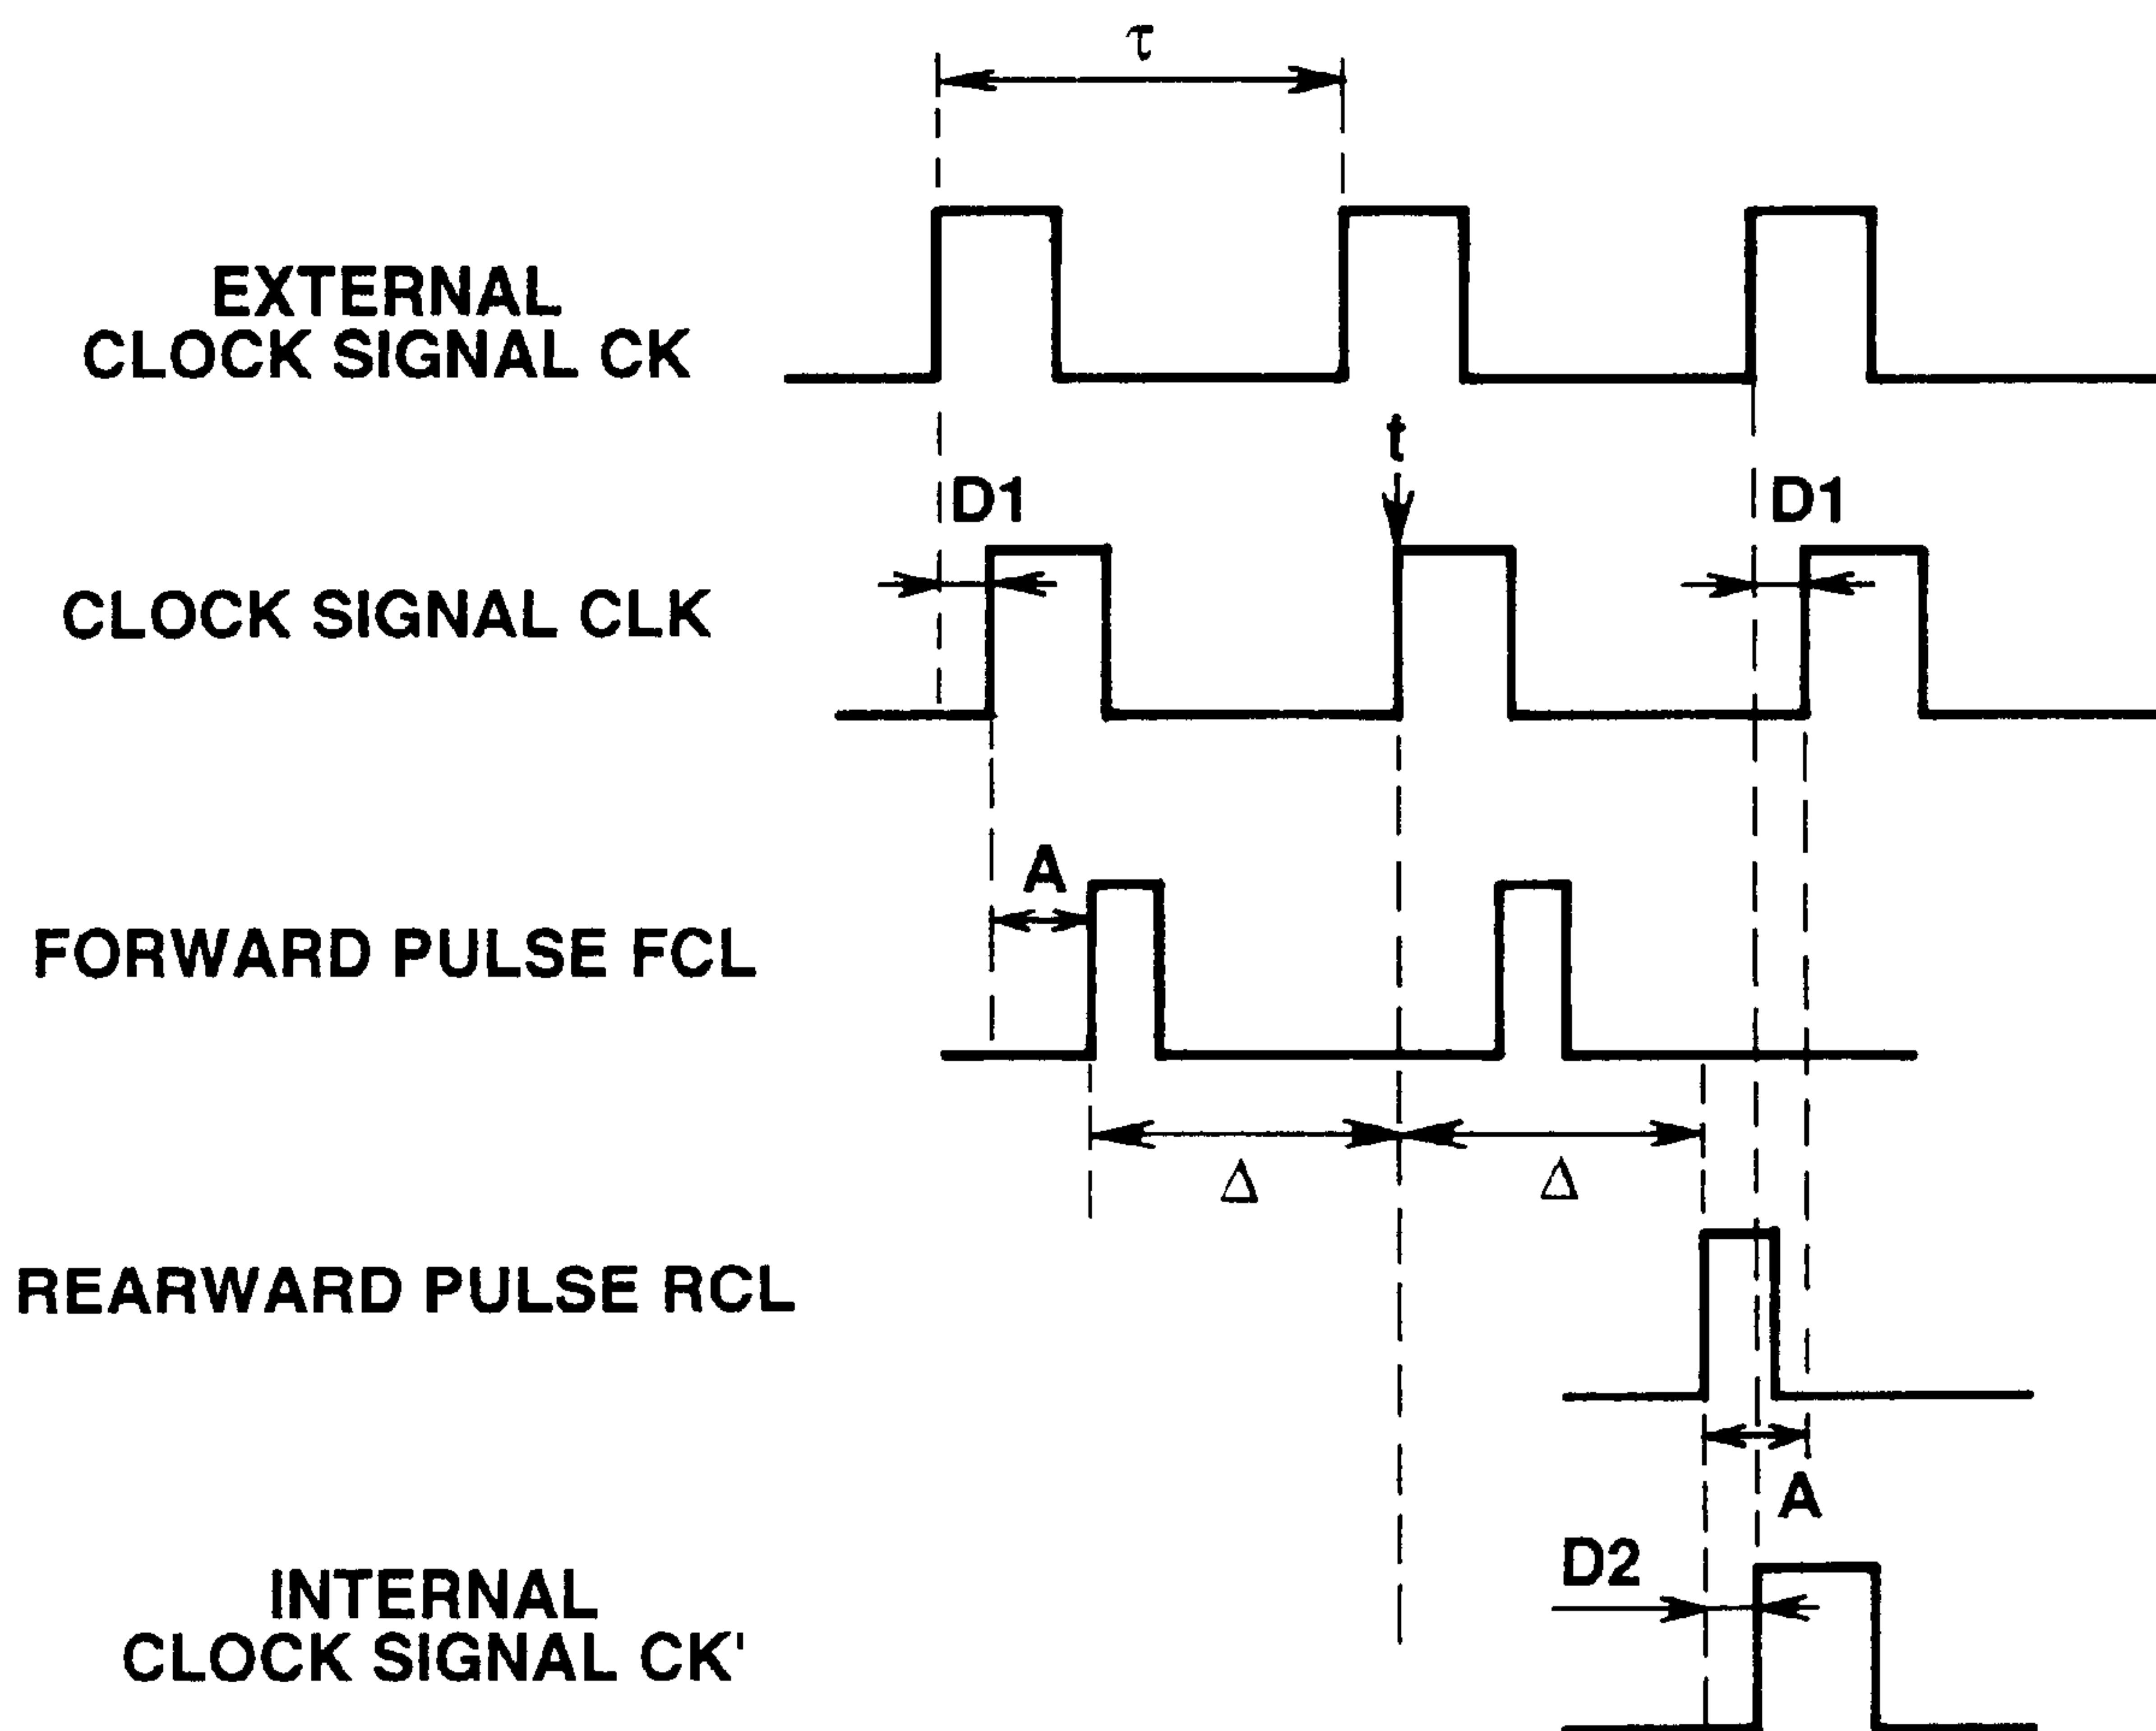 τ
EXTERNAL
CLOCK SIGNAL CK
t
D1
D1
CLOCK SIGNAL CLK
A
FORWARD PULSE FCL
Δ
Δ
REARWARD PULSE RCL
A
D2
INTERNAL
CLOCK SIGNAL CK'